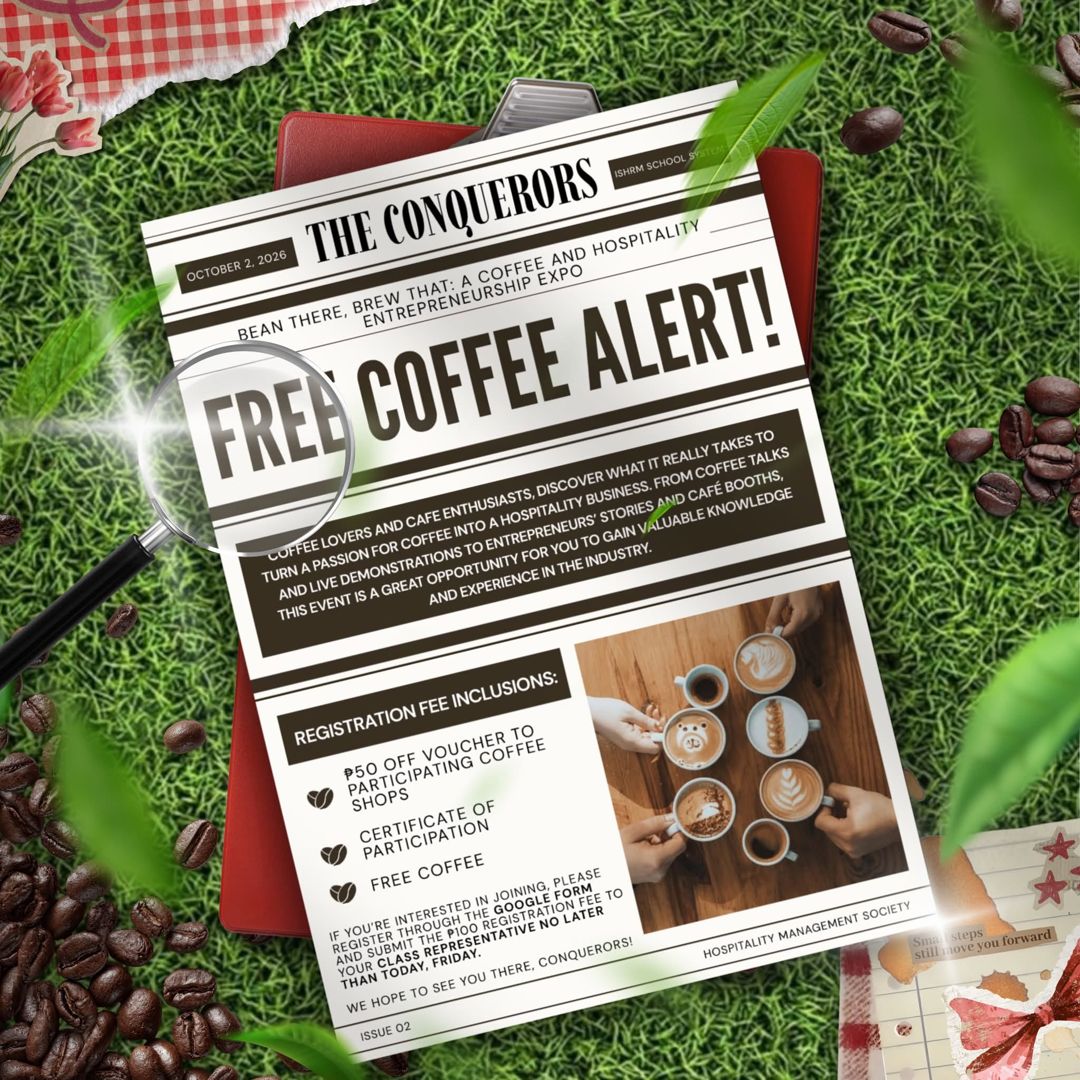 THE CONQUERORS
ISHRM SCHOOL SYSTEM
OCTOBER 2, 2026
BEAN THERE, BREW THAT: A COFFEE AND HOSPITALITY
ENTREPRENEURSHIP EXPO
FREE COFFEE ALERT!
COFFEE LOVERS AND CAFE ENTHUSIASTS, DISCOVER WHAT IT REALLY TAKES TO
TURN A PASSION FOR COFFEE INTO A HOSPITALITY BUSINESS. FROM COFFEE TALKS
AND LIVE DEMONSTRATIONS TO ENTREPRENEURS' STORIES AND CAFÉ BOOTHS,
THIS EVENT IS A GREAT OPPORTUNITY FOR YOU TO GAIN VALUABLE KNOWLEDGE
AND EXPERIENCE IN THE INDUSTRY.
REGISTRATION FEE INCLUSIONS:
₱50 OFF VOUCHER TO
PARTICIPATING COFFEE
SHOPS
CERTIFICATE OF
PARTICIPATION
FREE COFFEE
IF YOU'RE INTERESTED IN JOINING, PLEASE
REGISTER THROUGH THE GOOGLE FORM
AND SUBMIT THE ₱100 REGISTRATION FEE TO
YOUR CLASS REPRESENTATIVE NO LATER
THAN TODAY, FRIDAY.
WE HOPE TO SEE YOU THERE, CONQUERORS!
HOSPITALITY MANAGEMENT SOCIETY
ISSUE 02
Small steps
still move you forward